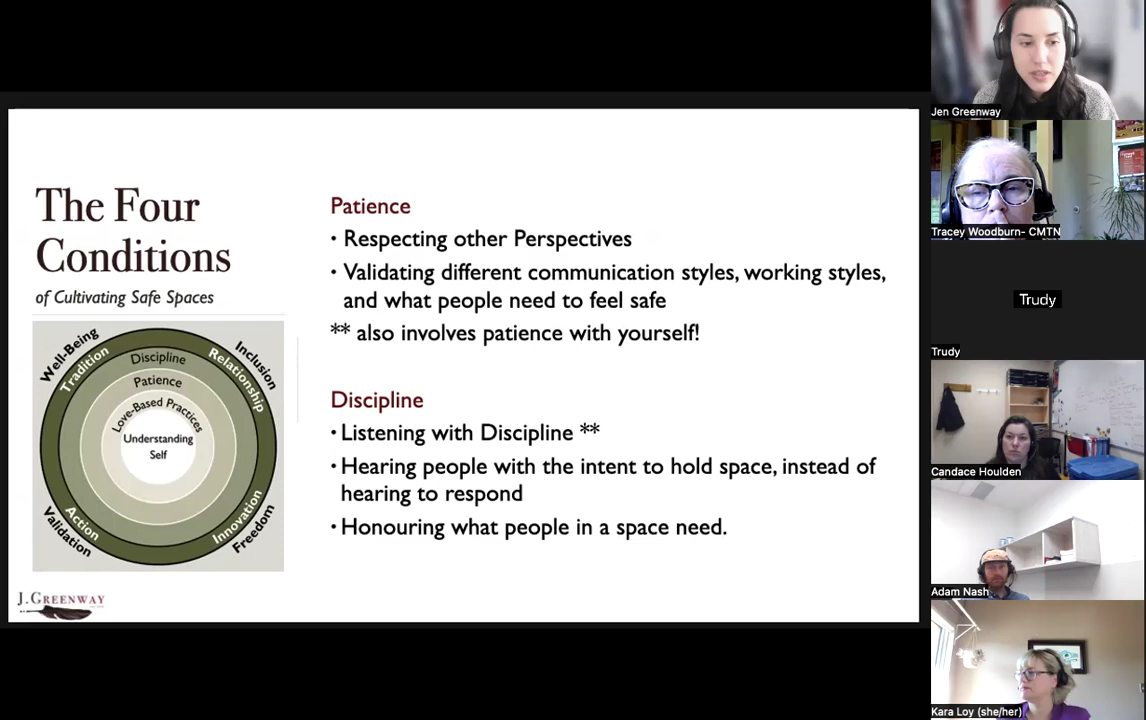 The Four
Conditions
of Cultivating Safe Spaces
Well-Being
Inclusion
Tradition
Relationship
Discipline
Patience
Love-Based Practices
Understanding
Self
Action
Innovation
Validation
Freedom
J.GREENWAY
Patience
• Respecting other Perspectives
• Validating different communication styles, working styles,
and what people need to feel safe
** also involves patience with yourself!
Discipline
• Listening with Discipline **
• Hearing people with the intent to hold space, instead of
hearing to respond
• Honouring what people in a space need.
Jen Greenway
Tracey Woodburn- CMTN
Trudy
Trudy
Candace Houlden
Adam Nash
Kara Loy (she/her)